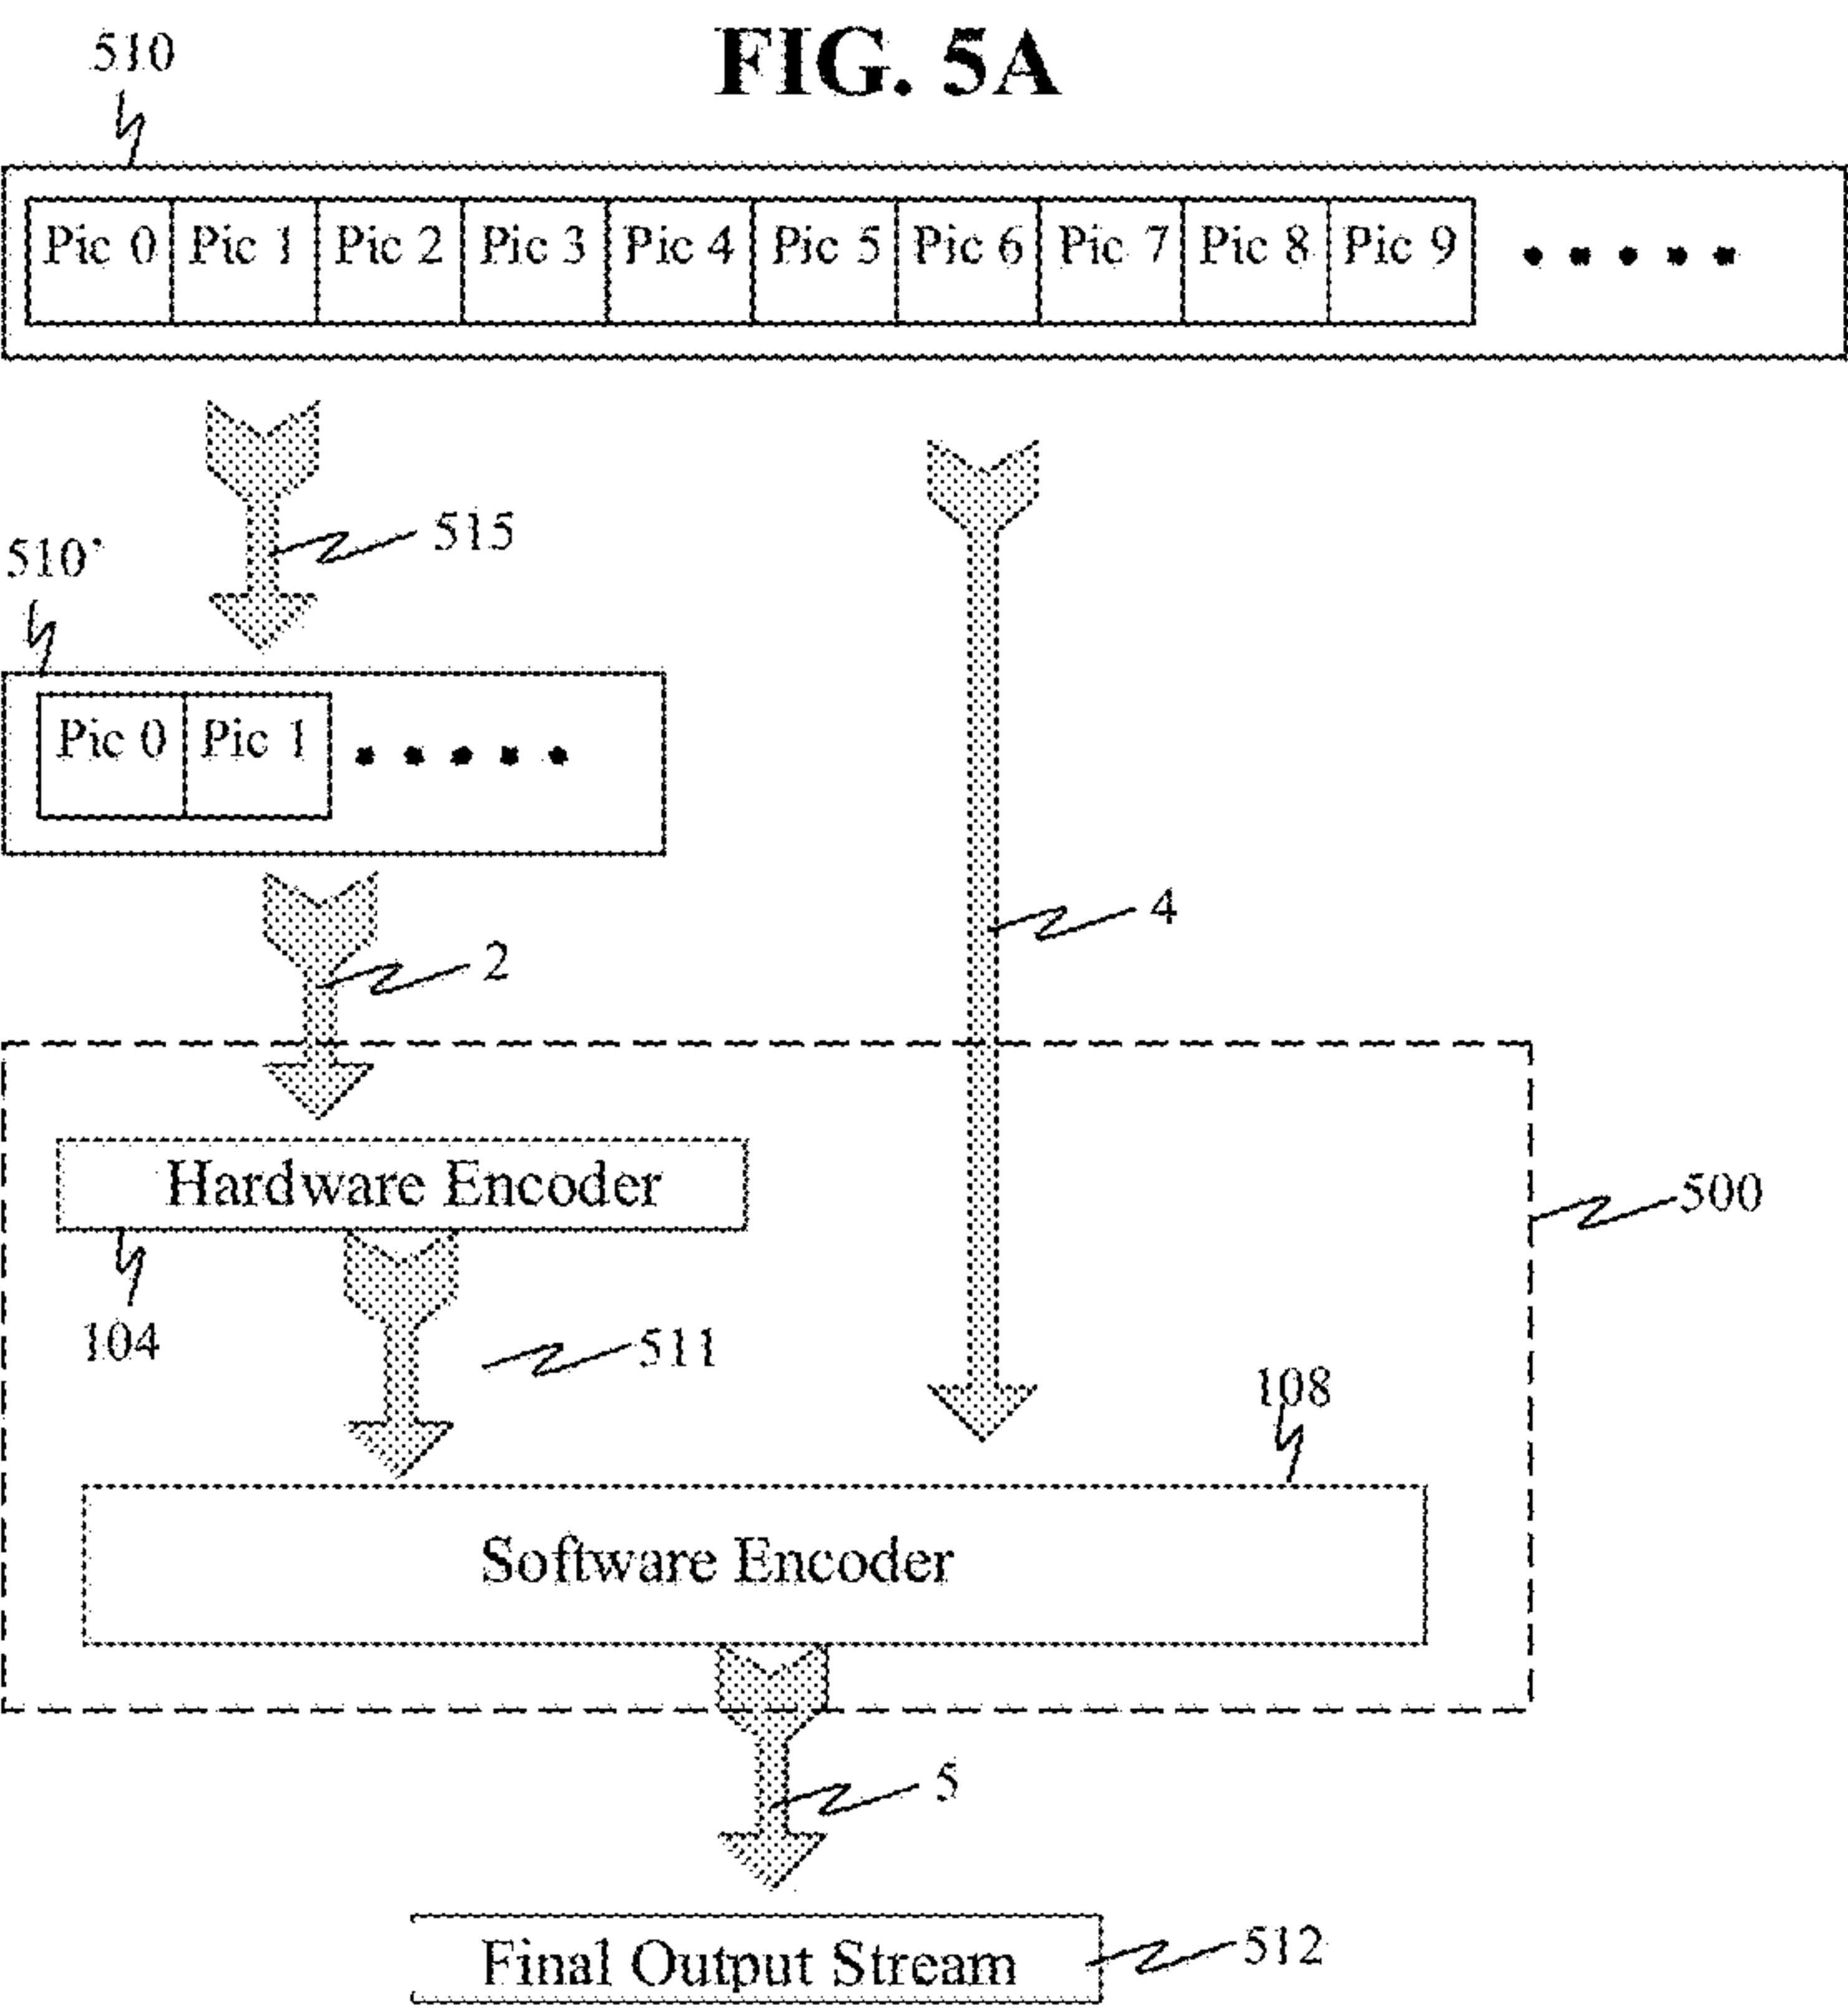 FIG. 5A
510
Pic 0 Pic 1 Pic 2 Pic 3 Pic 4 Pic 5 Pic 6 Pic 7 Pic 8 Pic 9
515
510'
Pic 0 Pic 1
4
2
Hardware Encoder
500
104
511
108
Software Encoder
5
Final Output Stream
512